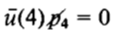 ū(4)p̸₄ = 0